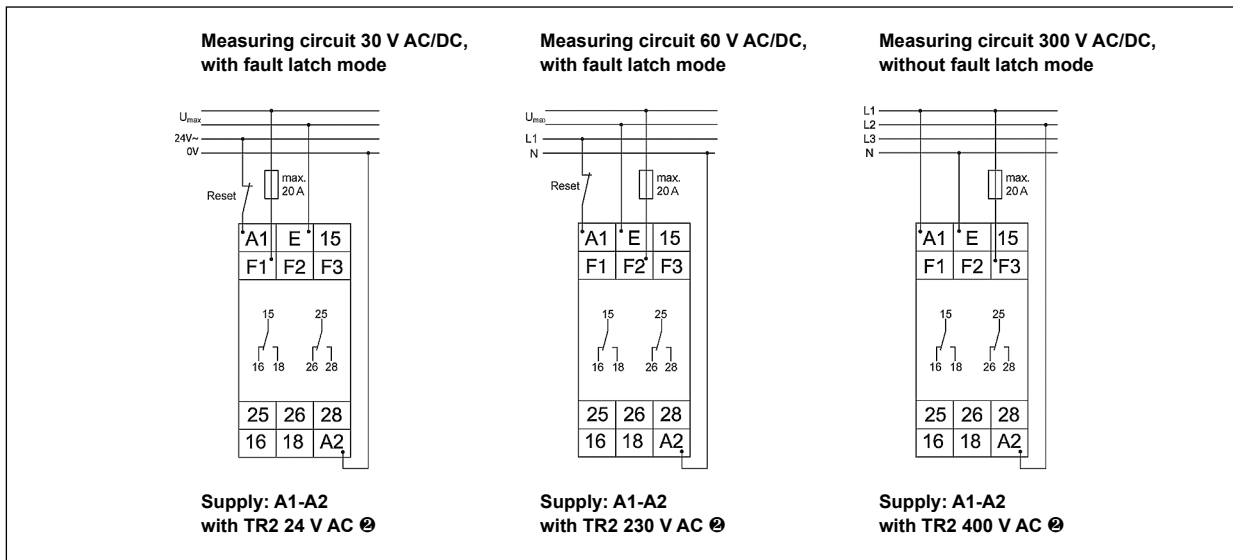 Measuring circuit 30 V AC/DC,
with fault latch mode
Umax
24V~
0V
Reset
max.
20 A
A1 E 15
F1 F2 F3
15 25
16 18 26 28
25 26 28
16 18 A2
Supply: A1-A2
with TR2 24 V AC ❷
Measuring circuit 60 V AC/DC,
with fault latch mode
Umax
L1
N
Reset
max.
20 A
A1 E 15
F1 F2 F3
15 25
16 18 26 28
25 26 28
16 18 A2
Supply: A1-A2
with TR2 230 V AC ❷
Measuring circuit 300 V AC/DC,
without fault latch mode
L1
L2
L3
N
max.
20 A
A1 E 15
F1 F2 F3
15 25
16 18 26 28
25 26 28
16 18 A2
Supply: A1-A2
with TR2 400 V AC ❷